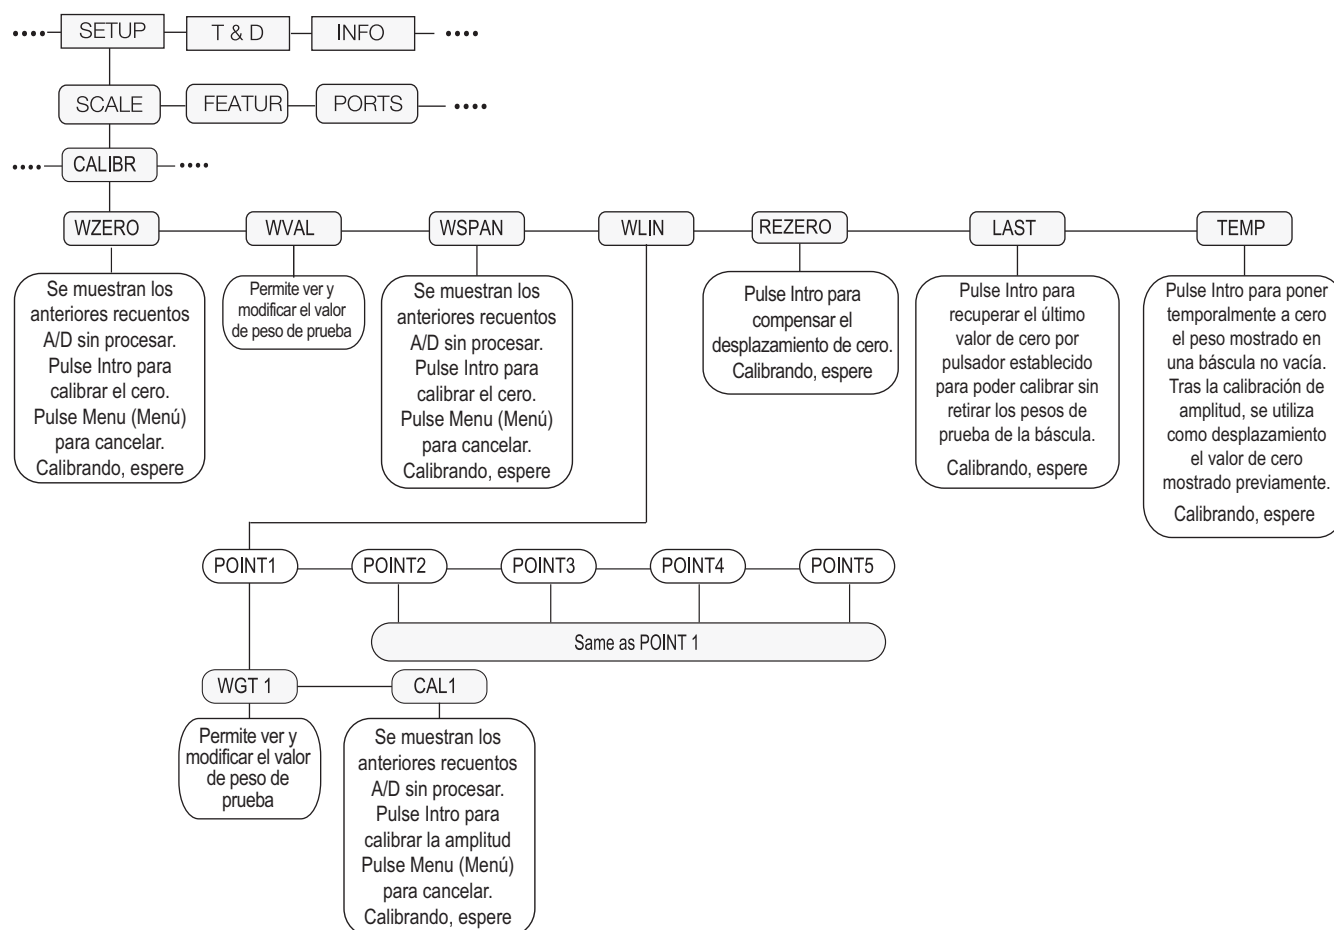 SETUP
T & D
INFO
SCALE
FEATUR
PORTS
CALIBR
WZERO
WVAL
WSPAN
WLIN
REZERO
LAST
TEMP
Se muestran los
anteriores recuentos
A/D sin procesar.
Pulse Intro para
calibrar el cero.
Pulse Menu (Menú)
para cancelar.
Calibrando, espere
Permite ver y
modificar el valor
de peso de prueba
Se muestran los
anteriores recuentos
A/D sin procesar.
Pulse Intro para
calibrar el cero.
Pulse Menu (Menú)
para cancelar.
Calibrando, espere
Pulse Intro para
compensar el
desplazamiento de cero.
Calibrando, espere
Pulse Intro para
recuperar el último
valor de cero por
pulsador establecido
para poder calibrar sin
retirar los pesos de
prueba de la báscula.
Calibrando, espere
Pulse Intro para poner
temporalmente a cero
el peso mostrado en
una báscula no vacía.
Tras la calibración de
amplitud, se utiliza
como desplazamiento
el valor de cero
mostrado previamente.
Calibrando, espere
POINT1
POINT2
POINT3
POINT4
POINT5
Same as POINT 1
WGT 1
CAL1
Permite ver y
modificar el valor
de peso de
prueba
Se muestran los
anteriores recuentos
A/D sin procesar.
Pulse Intro para
calibrar la amplitud
Pulse Menu (Menú)
para cancelar.
Calibrando, espere